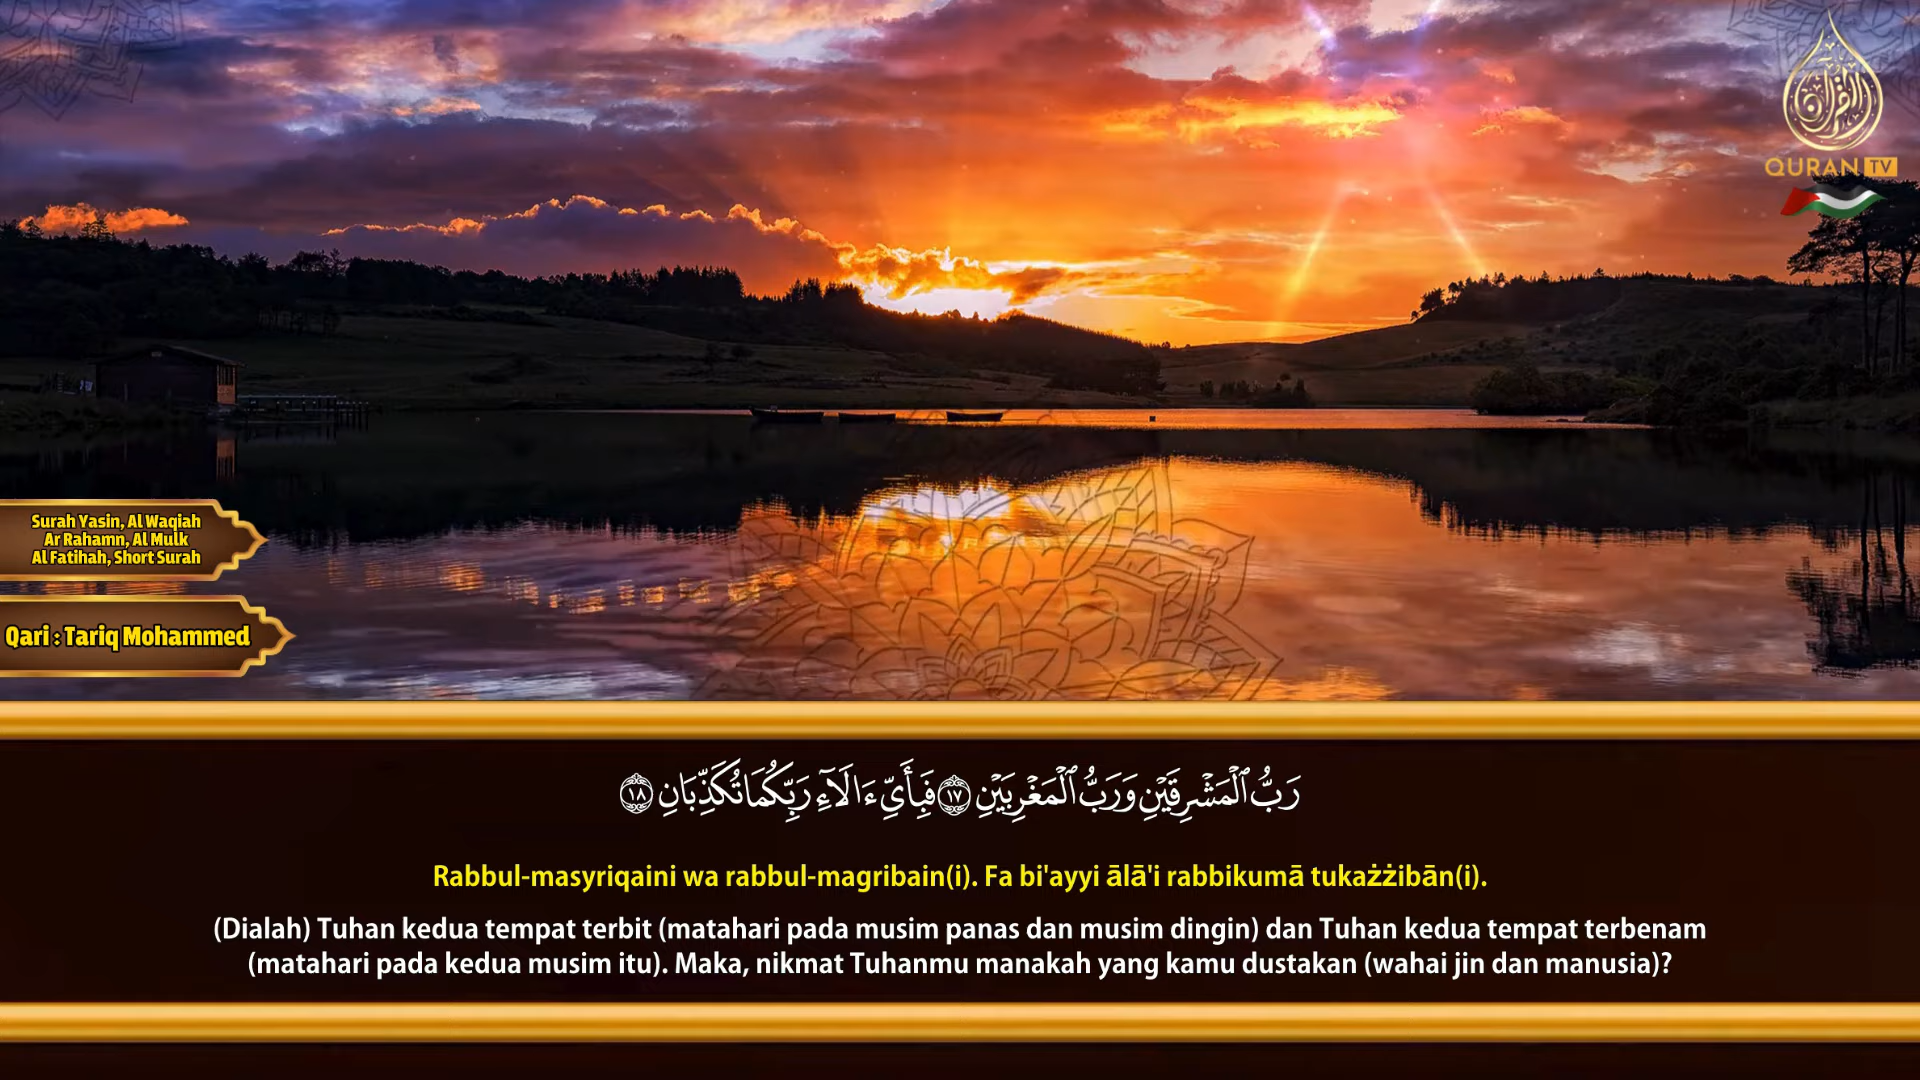 القرآن
QURAN TV
Surah Yasin, Al Waqiah
Ar Rahamn, Al Mulk
Al Fatihah, Short Surah
Qari : Tariq Mohammed
رَبُّ ٱلْمَشْرِقَيْنِ وَرَبُّ ٱلْمَغْرِبَيْنِ ١٧ فَبِأَىِّ ءَالَآءِ رَبِّكُمَا تُكَذِّبَانِ ١٨
Rabbul-masyriqaini wa rabbul-magribain(i). Fa bi'ayyi ālā'i rabbikumā tukażżibān(i).
(Dialah) Tuhan kedua tempat terbit (matahari pada musim panas dan musim dingin) dan Tuhan kedua tempat terbenam
(matahari pada kedua musim itu). Maka, nikmat Tuhanmu manakah yang kamu dustakan (wahai jin dan manusia)?